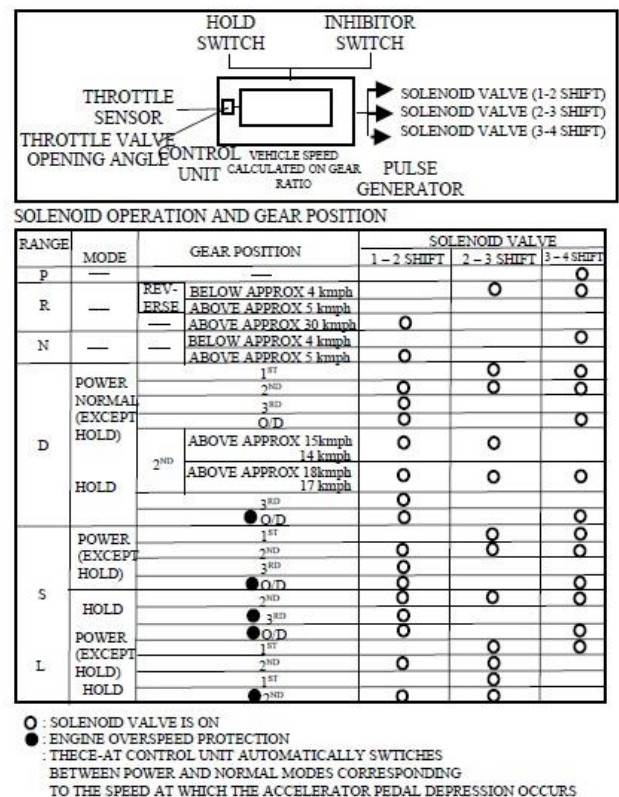 HOLD SWITCH
INHIBITOR SWITCH
THROTTLE SENSOR
THROTTLE VALVE OPENING ANGLE
CONTROL UNIT
VEHICLE SPEED CALCULATED ON GEAR RATIO
PULSE GENERATOR
SOLENOID VALVE (1-2 SHIFT)
SOLENOID VALVE (2-3 SHIFT)
SOLENOID VALVE (3-4 SHIFT)
SOLENOID OPERATION AND GEAR POSITION
RANGE MODE GEAR POSITION SOLENOID VALVE
1 – 2 SHIFT 2 – 3 SHIFT 3 – 4 SHIFT
P — — O
R — REV-ERSE BELOW APPROX 4 kmph O O
ABOVE APPROX 5 kmph
— ABOVE APPROX 30 kmph O
N — — BELOW APPROX 4 kmph O
ABOVE APPROX 5 kmph O
D POWER NORMAL (EXCEPT HOLD) 1ST O O
2ND O O O
3RD O
O/D O O
HOLD 2ND ABOVE APPROX 15kmph O O
14 kmph
ABOVE APPROX 18kmph O O O
17 kmph
3RD O
● O/D O O
S POWER (EXCEPT HOLD) 1ST O O
2ND O O O
3RD O
● O/D O O
HOLD 2ND O O O
● 3RD O
● O/D O O
L POWER (EXCEPT HOLD) 1ST O O
2ND O O
HOLD 1ST O
● 2ND O O
O : SOLENOID VALVE IS ON
● : ENGINE OVERSPEED PROTECTION
: THECE-AT CONTROL UNIT AUTOMATICALLY SWTICHES
BETWEEN POWER AND NORMAL MODES CORRESPONDING
TO THE SPEED AT WHICH THE ACCELERATOR PEDAL DEPRESSION OCCURS